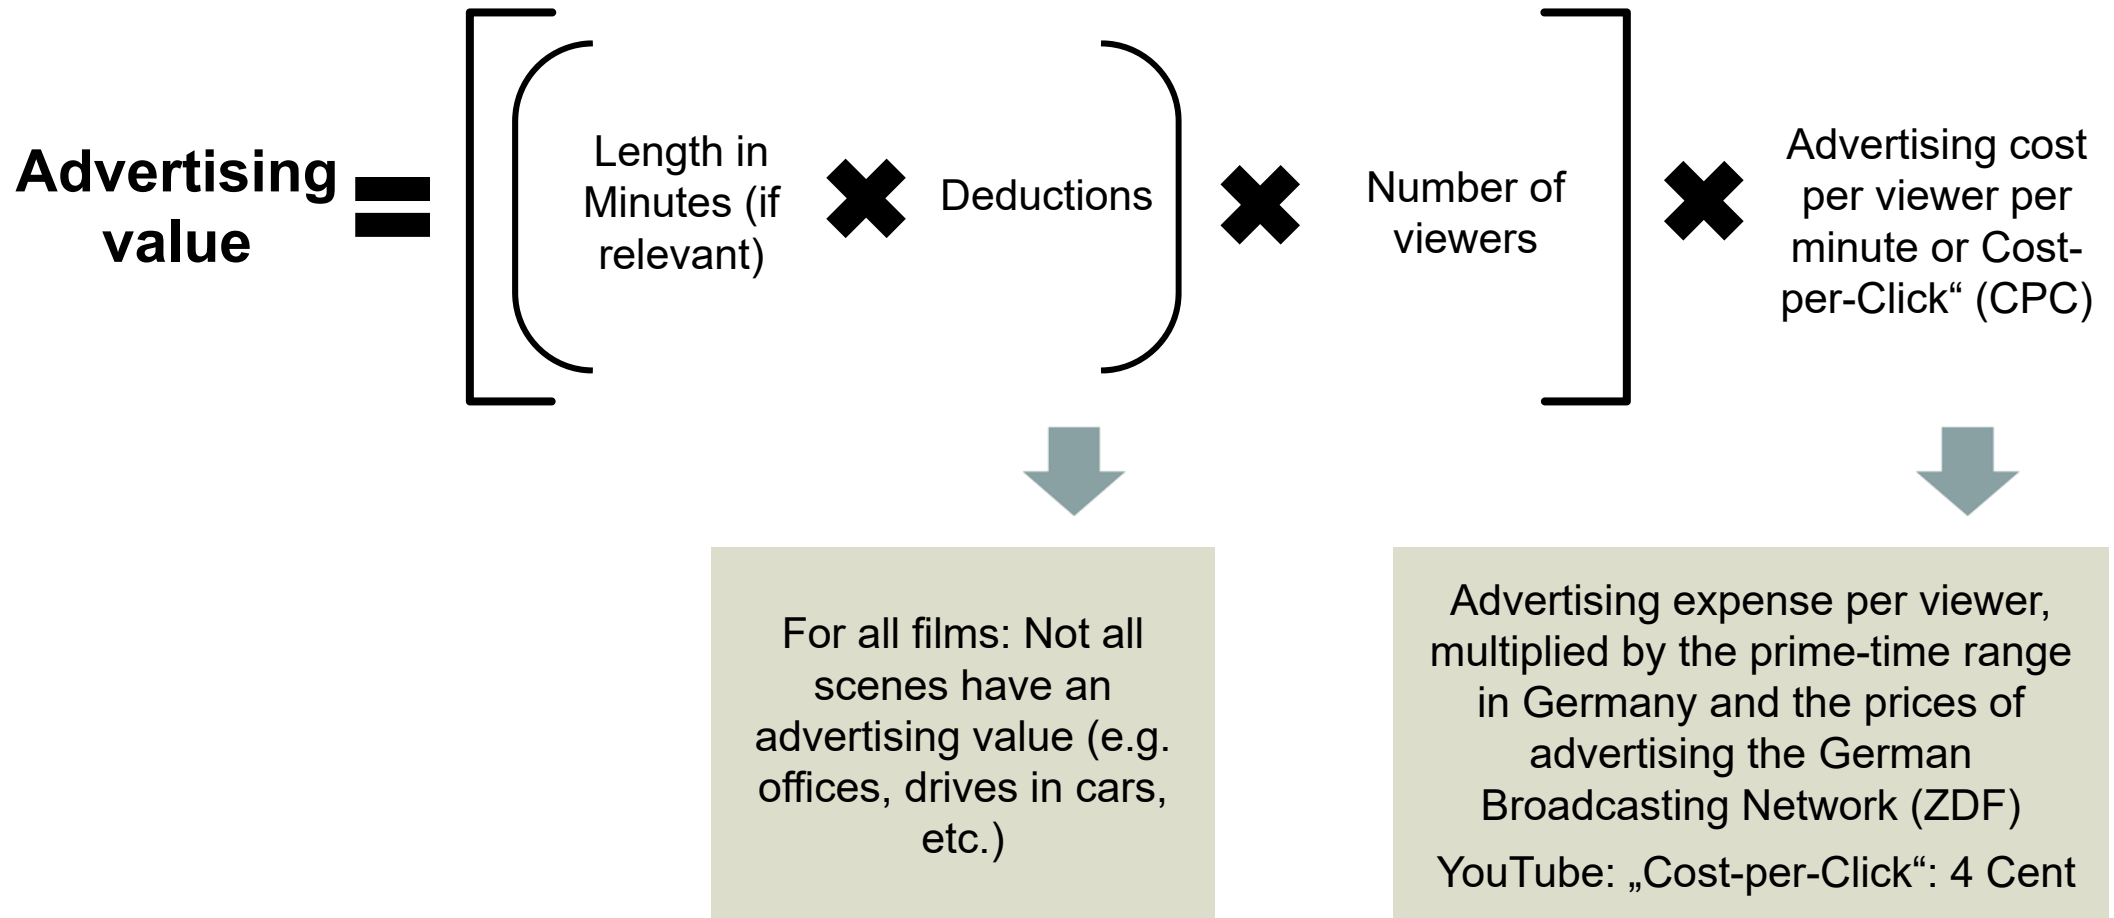 Advertising
value
Length in
Minutes (if
relevant)
Deductions
Number of
viewers
Advertising cost
per viewer per
minute or Cost-
per-Click“ (CPC)
For all films: Not all
scenes have an
advertising value (e.g.
offices, drives in cars,
etc.)
Advertising expense per viewer,
multiplied by the prime-time range
in Germany and the prices of
advertising the German
Broadcasting Network (ZDF)
YouTube: „Cost-per-Click“: 4 Cent